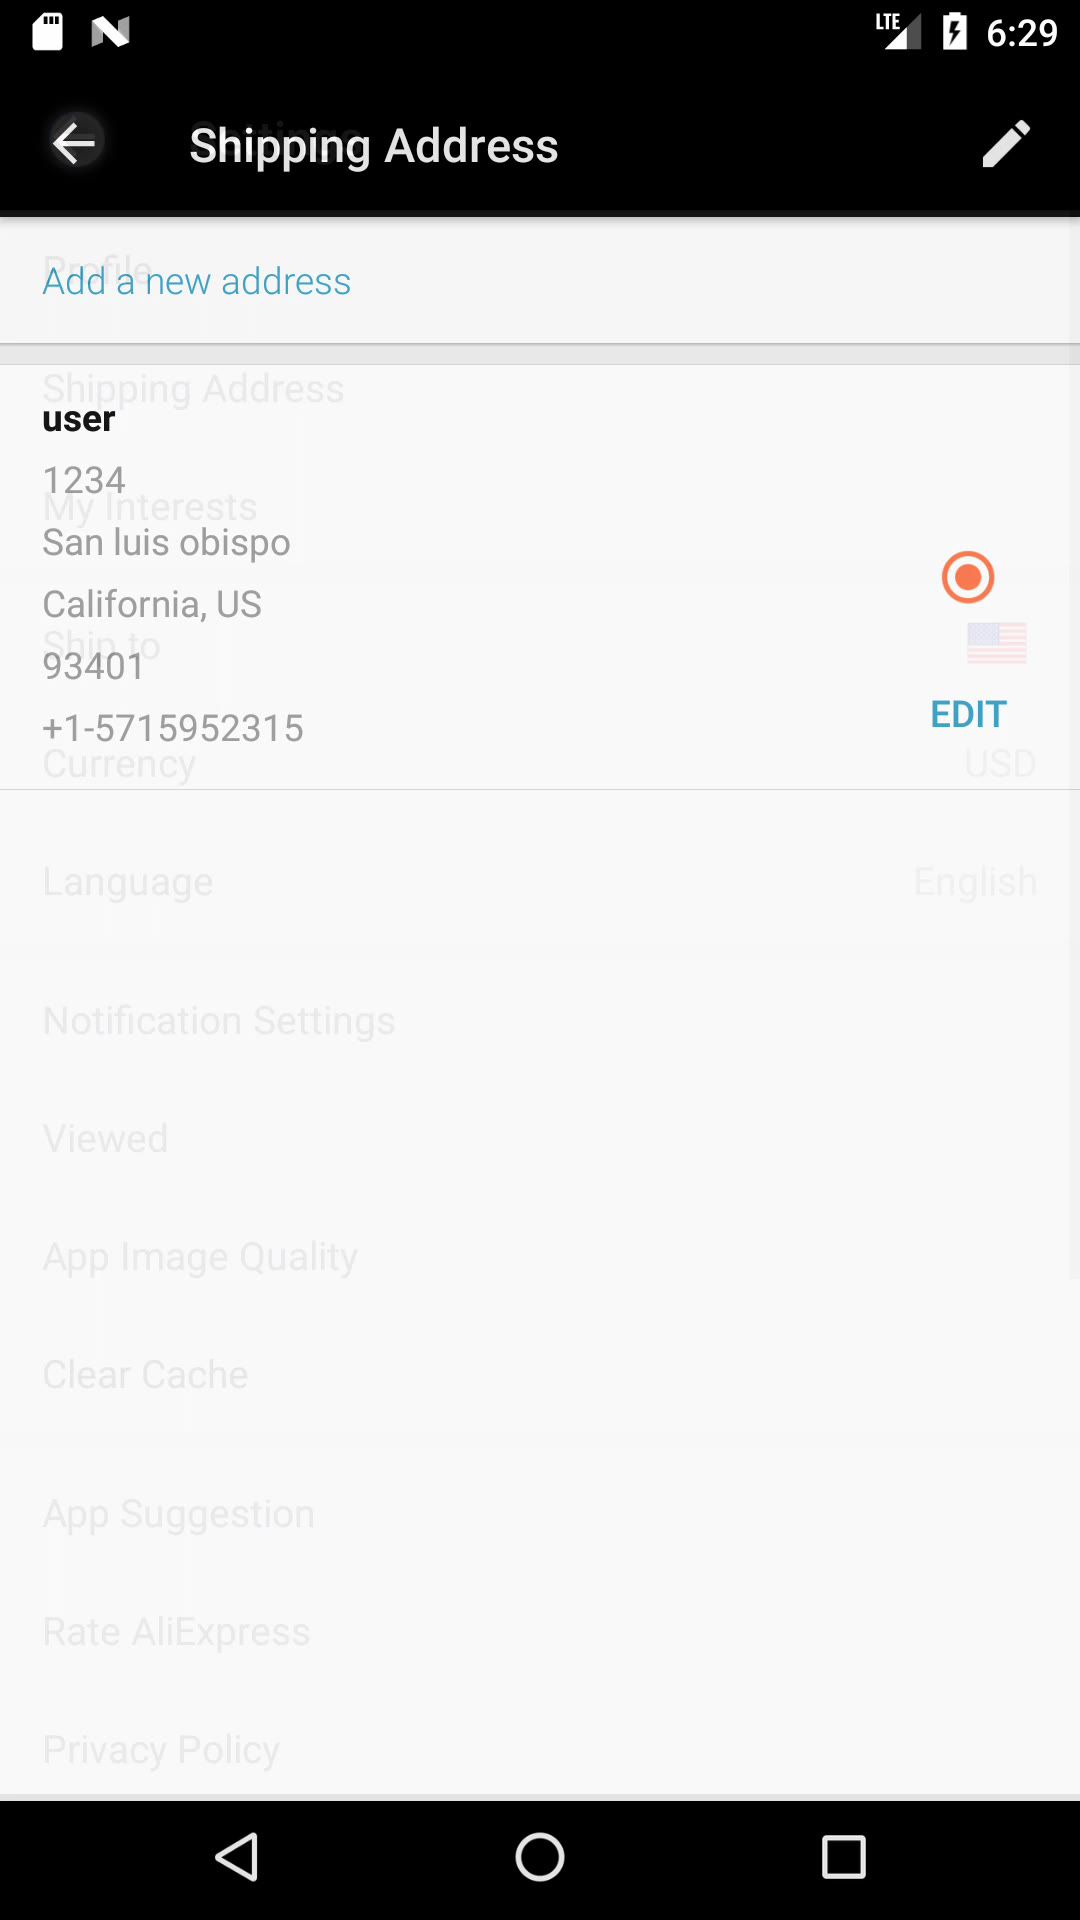 LTE 6:29
Shipping Address
Settings
Profile
Add a new address
Shipping Address
user
1234
My Interests
San luis obispo
California, US
Ship to
93401
+1-5715952315
EDIT
Currency USD
Language English
Notification Settings
Viewed
App Image Quality
Clear Cache
App Suggestion
Rate AliExpress
Privacy Policy